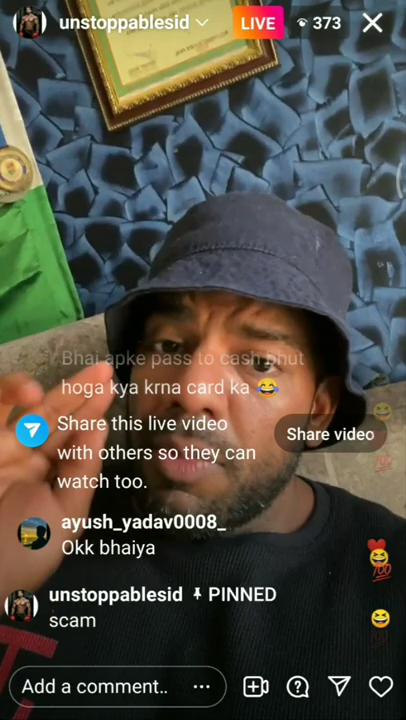 unstoppablesid
LIVE
373
Bhai apke pass to cash bhut
hoga kya krna card ka 😂
Share this live video
with others so they can
watch too.
Share video
ayush_yadav0008_
Okk bhaiya
unstoppablesid PINNED
scam
Add a comment..